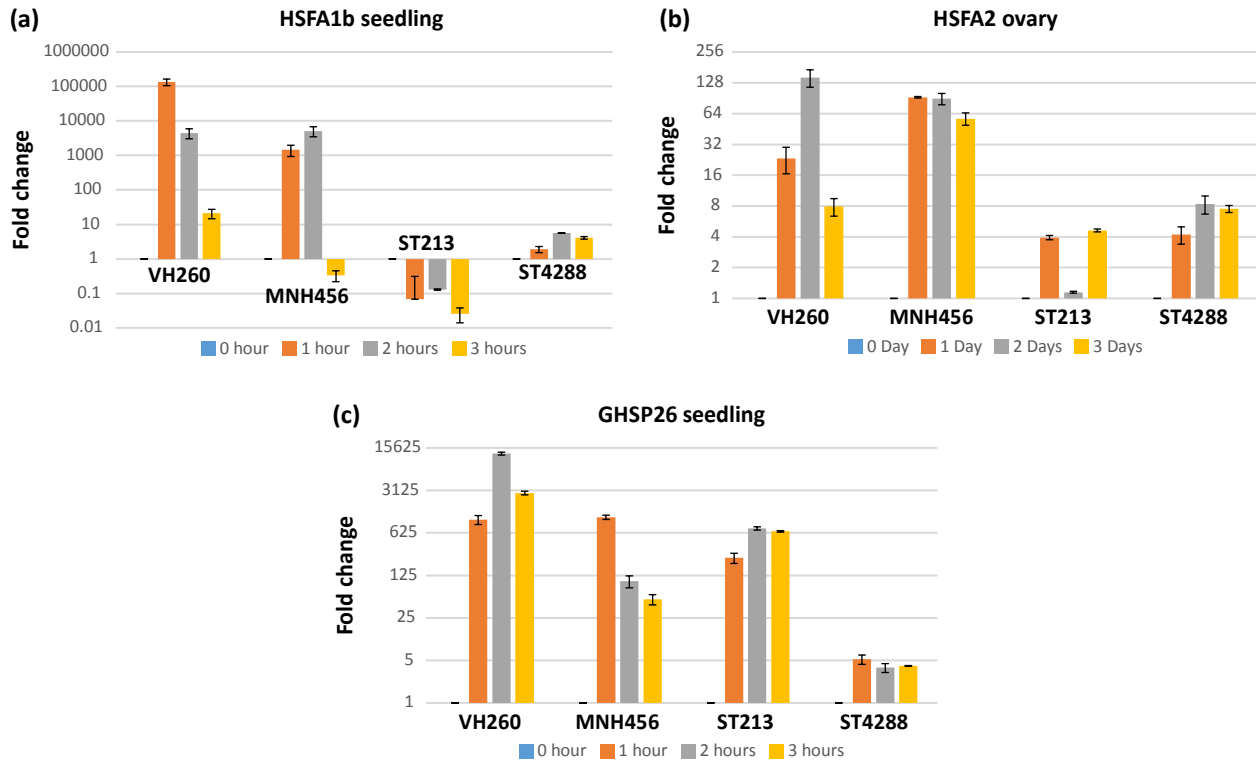 (a)
HSFA1b seedling
1000000
100000
10000
1000
100
10
1
0.1
0.01
Fold change
VH260
MNH456
ST213
ST4288
0 hour 1 hour 2 hours 3 hours
(b)
HSFA2 ovary
256
128
64
32
16
8
4
2
1
Fold change
VH260 MNH456 ST213 ST4288
0 Day 1 Day 2 Days 3 Days
(c)
GHSP26 seedling
15625
3125
625
125
25
5
1
Fold change
VH260 MNH456 ST213 ST4288
0 hour 1 hour 2 hours 3 hours